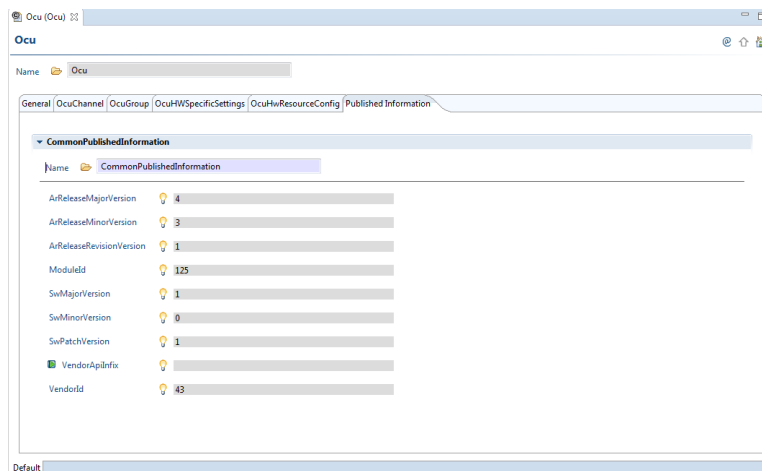 Ocu (Ocu)
Ocu
Name Ocu
General OcuChannel OcuGroup OcuHWSpecificSettings OcuHwResourceConfig Published Information
CommonPublishedInformation
Name CommonPublishedInformation
ArReleaseMajorVersion 4
ArReleaseMinorVersion 3
ArReleaseRevisionVersion 1
ModuleId 125
SwMajorVersion 1
SwMinorVersion 0
SwPatchVersion 1
VendorApiInfix
VendorId 43
Default